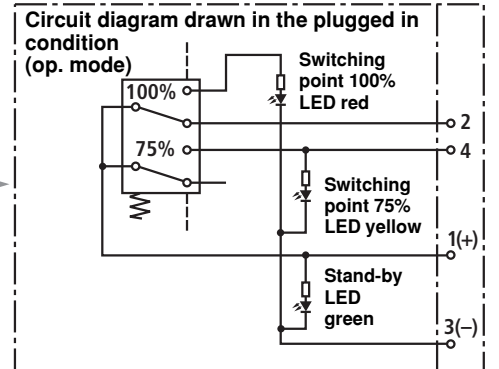 Circuit diagram drawn in the plugged in
condition
(op. mode)
Switching
point 100%
LED red
100%
2
75%
4
Switching
point 75%
LED yellow
1(+)
Stand-by
LED
green
3(–)